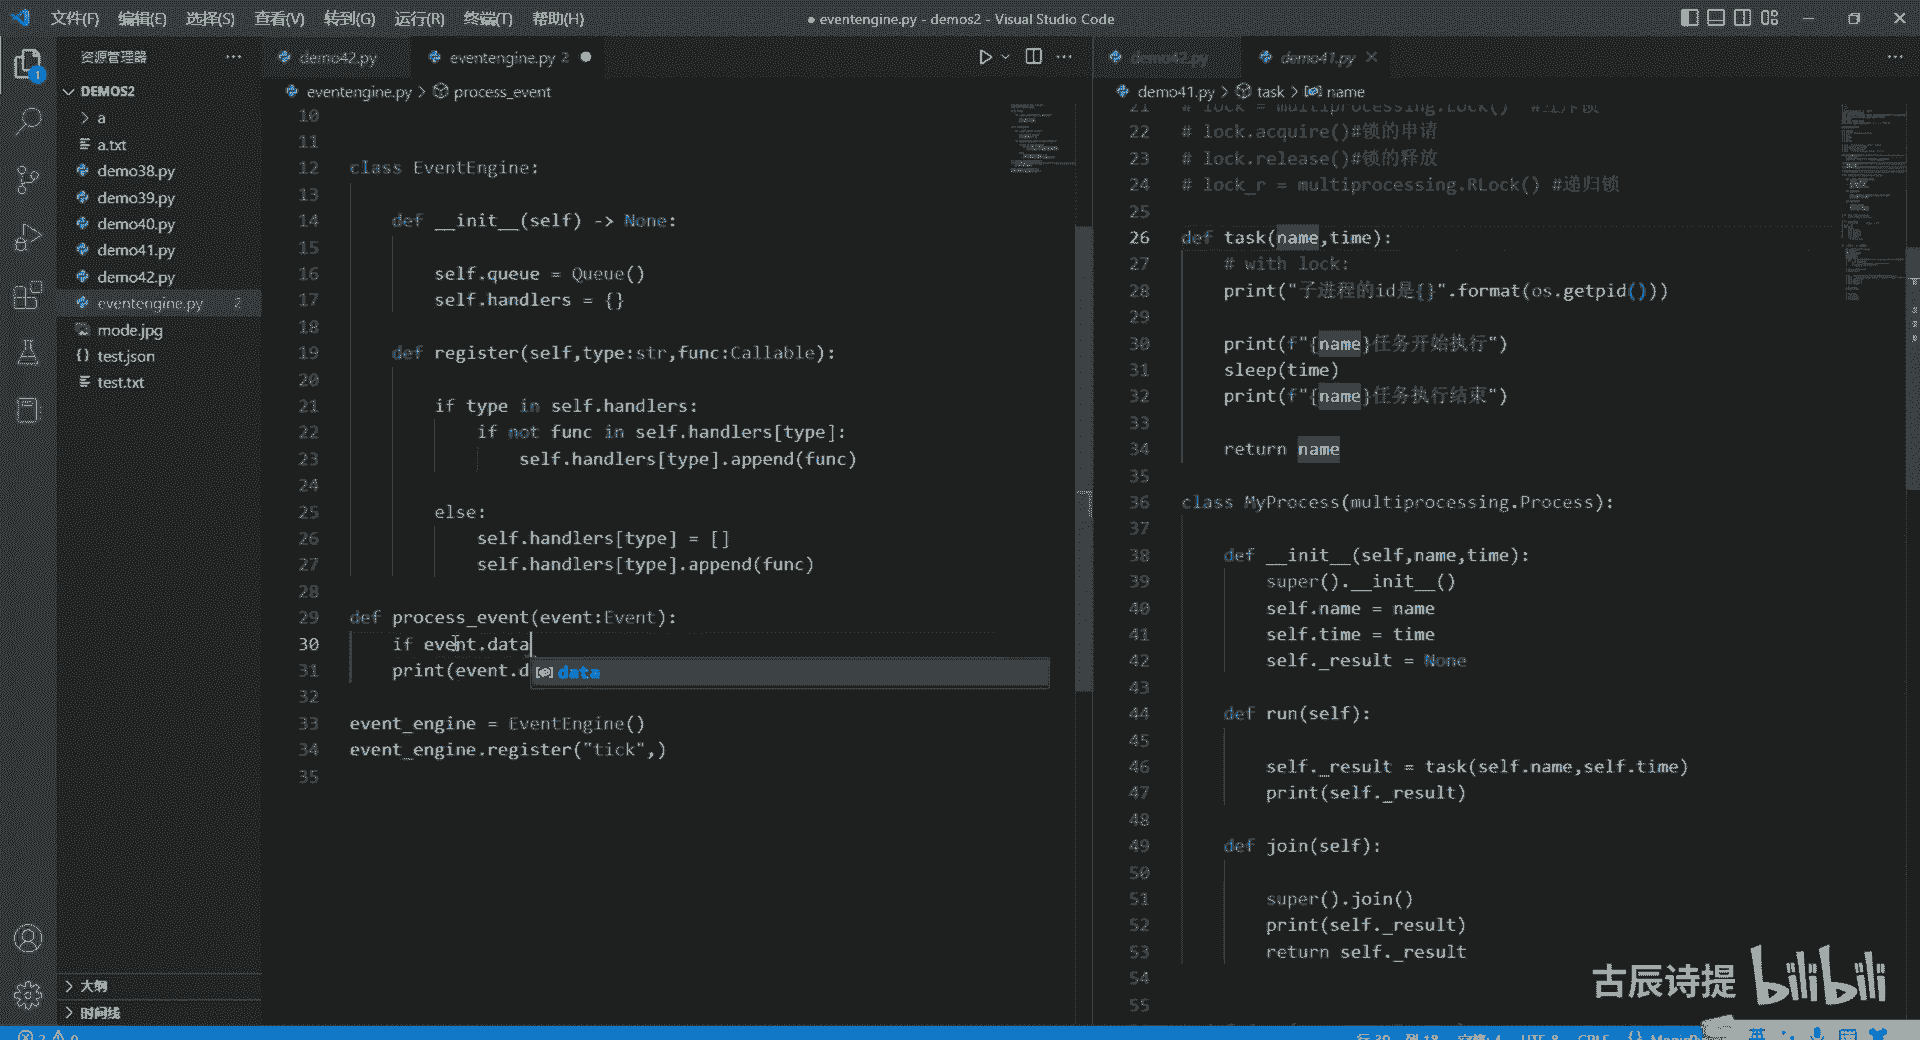 文件(F) 编辑(E) 选择(S) 查看(V) 转到(G) 运行(R) 终端(T) 帮助(H)
● eventengine.py - demos2 - Visual Studio Code
资源管理器
DEMOS2
a
a.txt
demo38.py
demo39.py
demo40.py
demo41.py
demo42.py
eventengine.py 2
mode.jpg
{} test.json
test.txt
大纲
时间线
1
demo42.py
eventengine.py 2
eventengine.py > process_event
10
11
12 class EventEngine:
13
14 def __init__(self) -> None:
15
16 self.queue = Queue()
17 self.handlers = {}
18
19 def register(self,type:str,func:Callable):
20
21 if type in self.handlers:
22 if not func in self.handlers[type]:
23 self.handlers[type].append(func)
24
25 else:
26 self.handlers[type] = []
27 self.handlers[type].append(func)
28
29 def process_event(event:Event):
30 if event.data
31 print(event.d
data
32
33 event_engine = EventEngine()
34 event_engine.register("tick",)
35
demo42.py
demo41.py
demo41.py > task > name
21 # lock = multiprocessing.Lock()
22 # lock.acquire()#锁的申请
23 # lock.release()#锁的释放
24 # lock_r = multiprocessing.RLock() #递归锁
25
26 def task(name,time):
27 # with lock:
28 print("子进程的id是{}".format(os.getpid()))
29
30 print(f"{name}任务开始执行")
31 sleep(time)
32 print(f"{name}任务执行结束")
33
34 return name
35
36 class MyProcess(multiprocessing.Process):
37
38 def __init__(self,name,time):
39 super().__init__()
40 self.name = name
41 self.time = time
42 self._result = None
43
44 def run(self):
45
46 self._result = task(self.name,self.time)
47 print(self._result)
48
49 def join(self):
50
51 super().join()
52 print(self._result)
53 return self._result
54
55
古辰诗提 bilibili